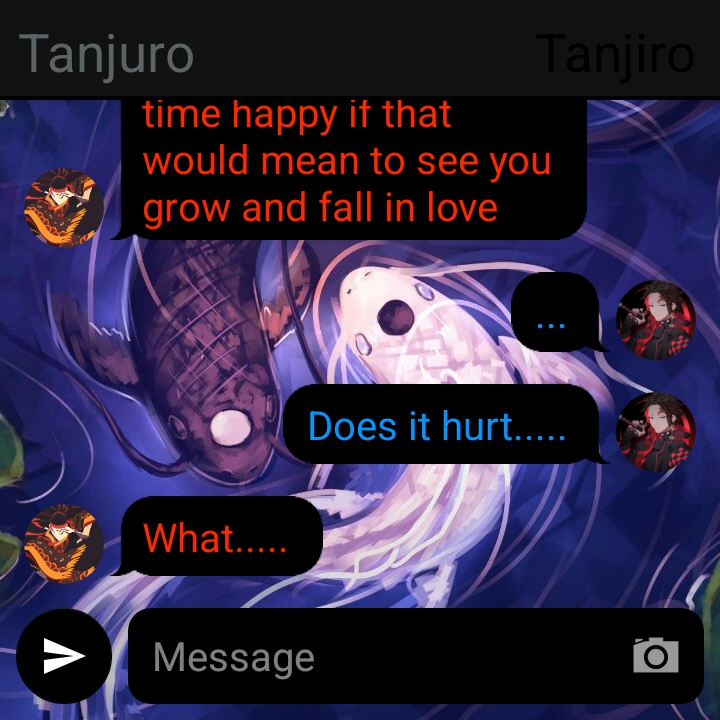 Tanjuro
Tanjiro
time happy if that
would mean to see you
grow and fall in love
...
Does it hurt.....
What.....
Message